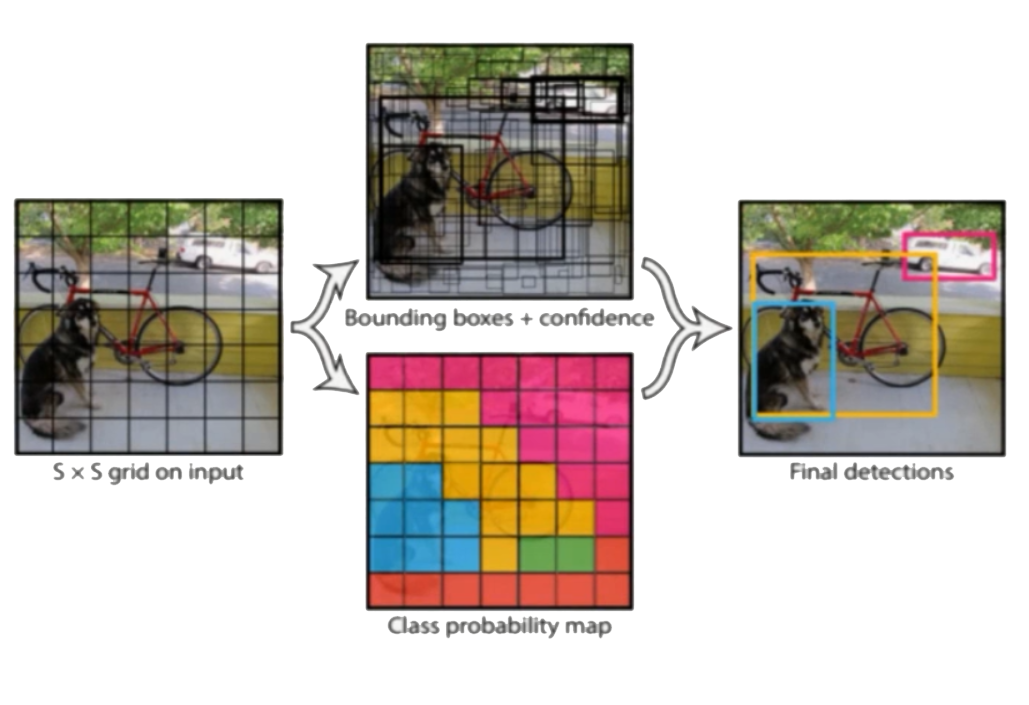 Bounding boxes + confidence
S x S grid on input
Final detections
Class probability map